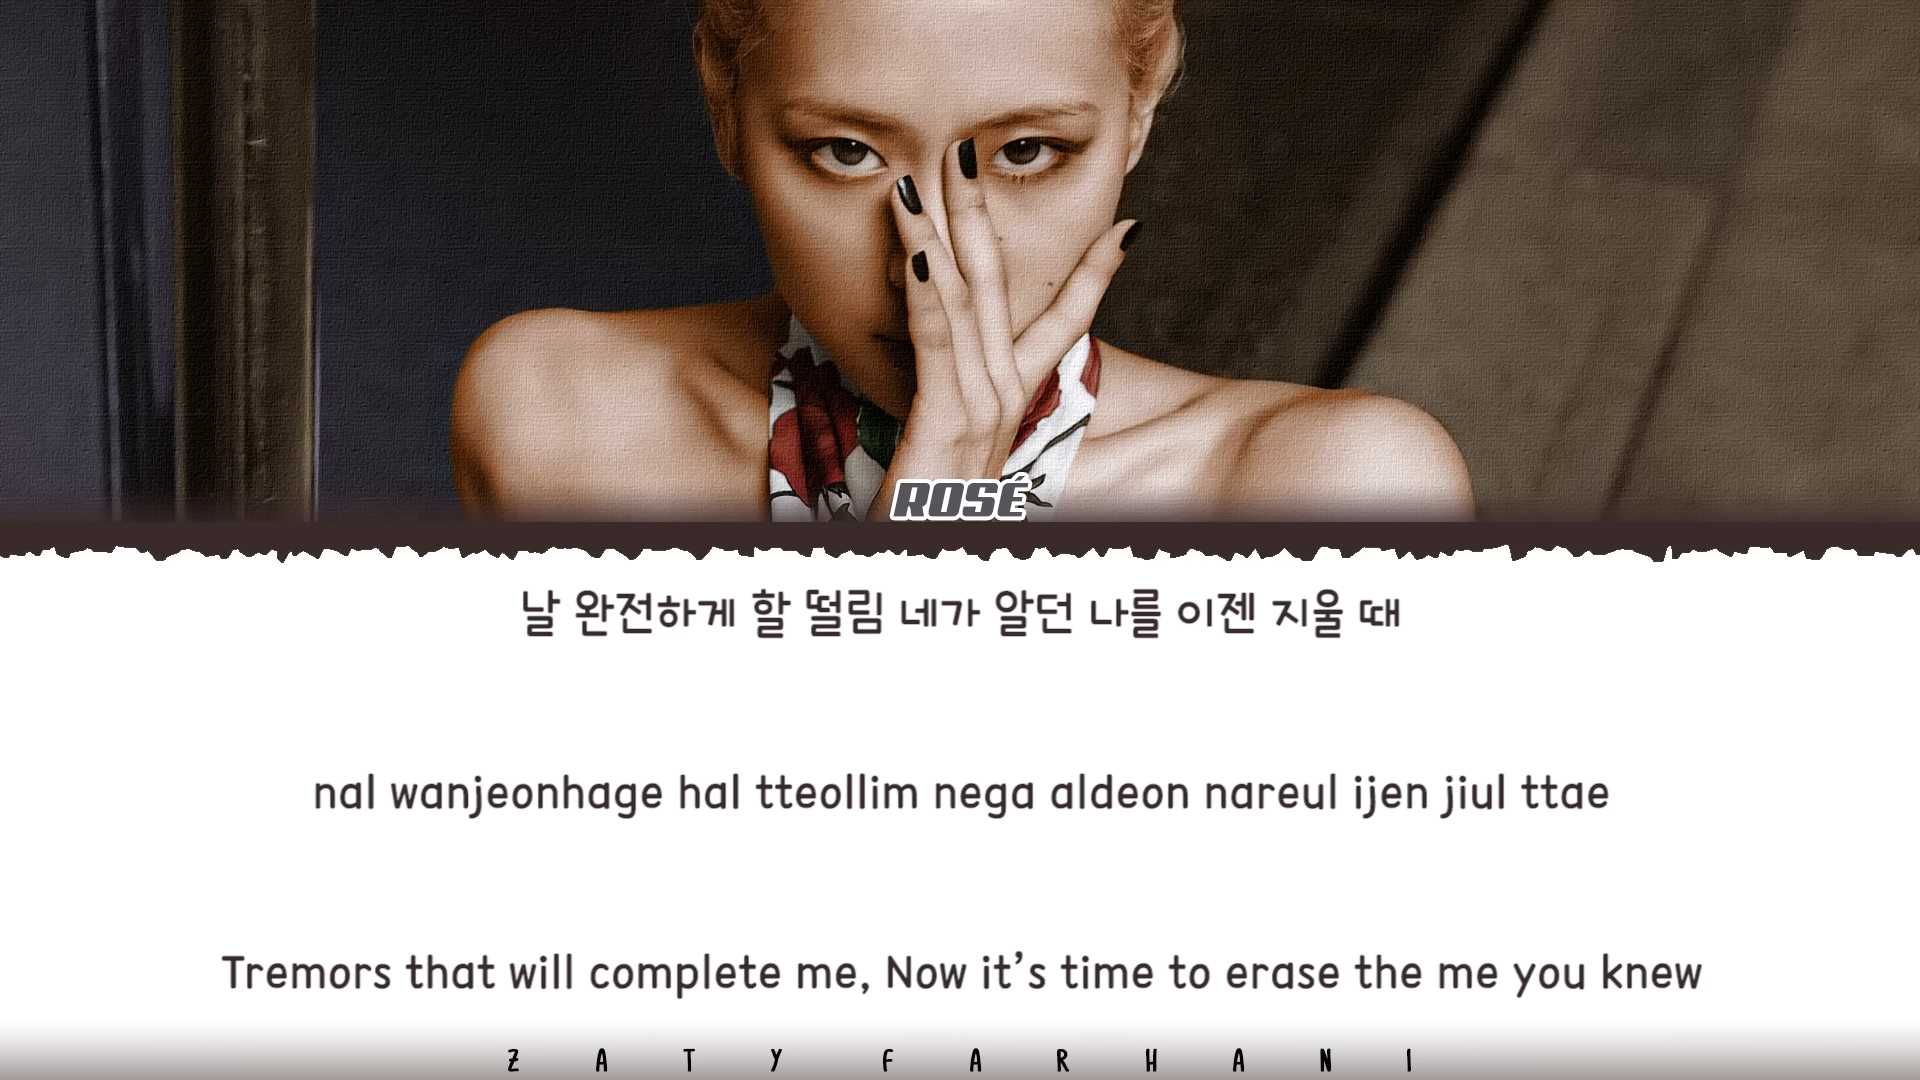 ROSÉ
날 완전하게 할 떨림 네가 알던 나를 이젠 지울 때
nal wanjeonhage hal tteollim nega aldeon nareul ijen jiul ttae
Tremors that will complete me, Now it’s time to erase the me you knew
ZATY FARHANI